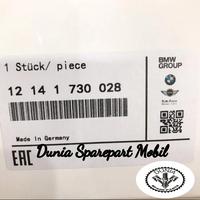 1 Stück/ piece
BMW
GROUP
12 14 1 730 028
Made in Germany
EAC
Dunia Sparepart Mobil